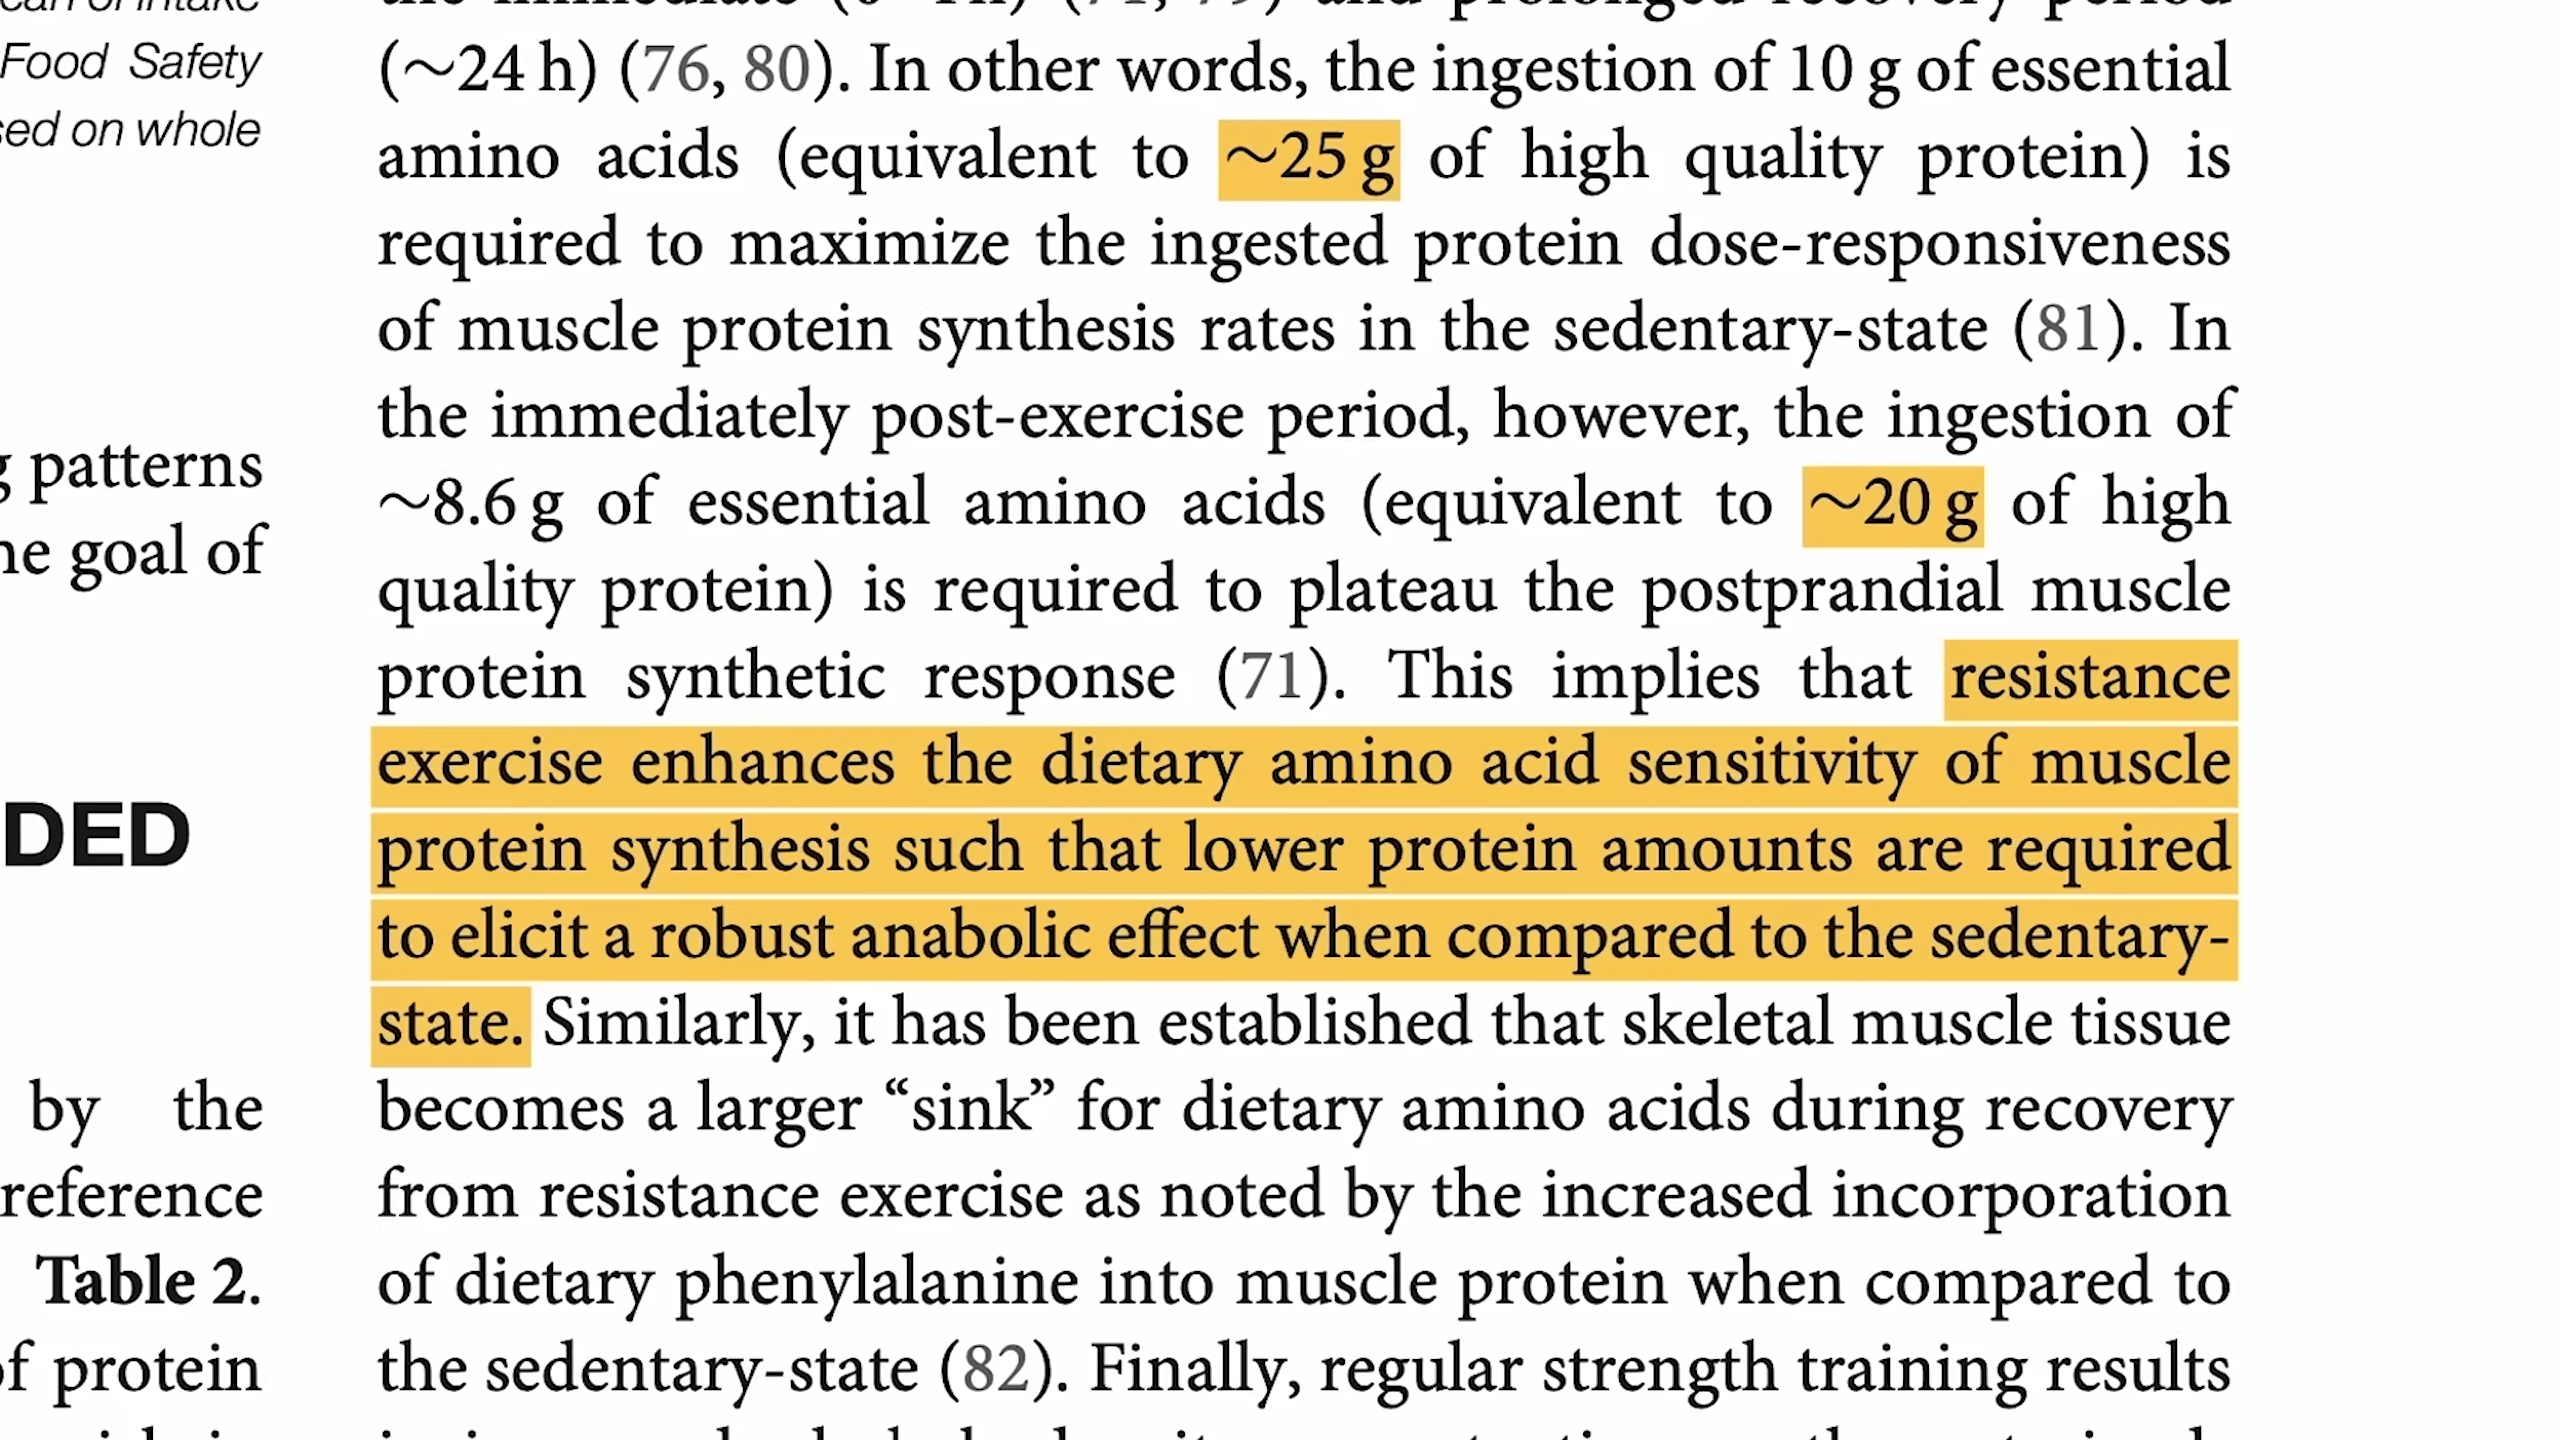 Food Safety
on whole
patterns
goal of
by the
reference
Table 2.
protein
(~24 h) (76, 80). In other words, the ingestion of 10 g of essential
amino acids (equivalent to ~25 g of high quality protein) is
required to maximize the ingested protein dose-responsiveness
of muscle protein synthesis rates in the sedentary-state (81). In
the immediately post-exercise period, however, the ingestion of
~8.6 g of essential amino acids (equivalent to ~20 g of high
quality protein) is required to plateau the postprandial muscle
protein synthetic response (71). This implies that resistance
exercise enhances the dietary amino acid sensitivity of muscle
protein synthesis such that lower protein amounts are required
to elicit a robust anabolic effect when compared to the sedentary-
state. Similarly, it has been established that skeletal muscle tissue
becomes a larger “sink” for dietary amino acids during recovery
from resistance exercise as noted by the increased incorporation
of dietary phenylalanine into muscle protein when compared to
the sedentary-state (82). Finally, regular strength training results